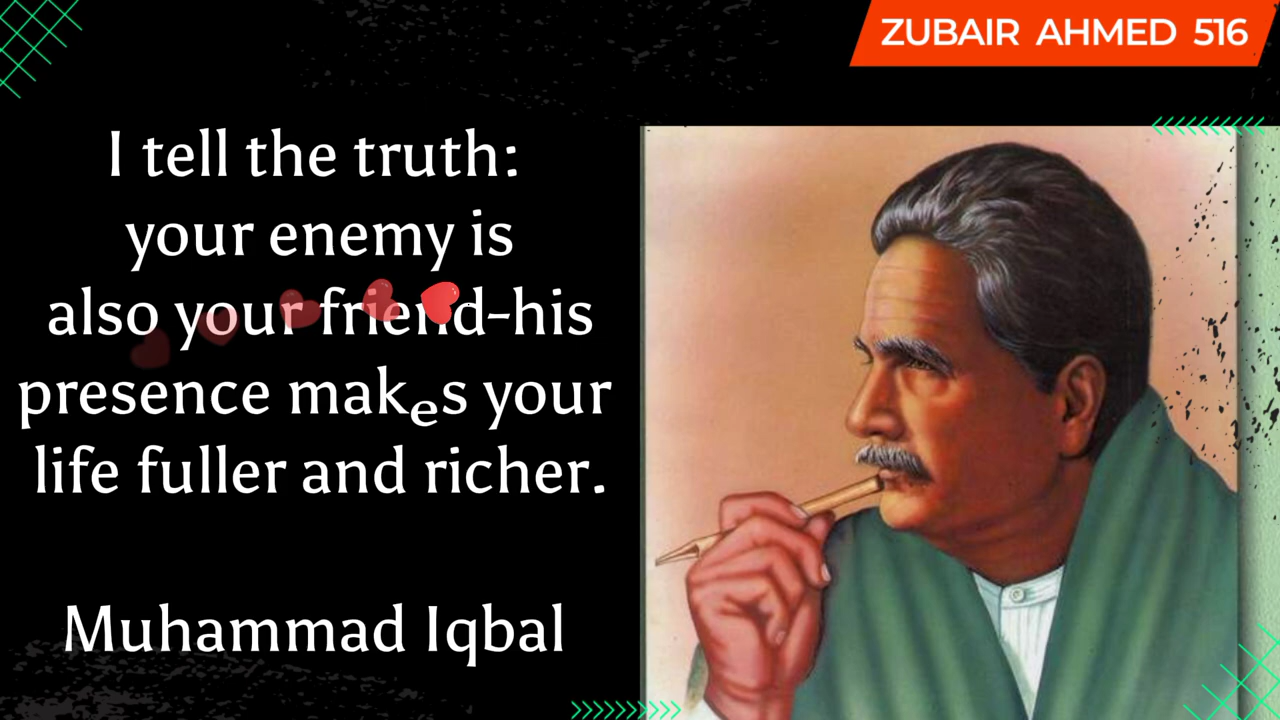 ZUBAIR AHMED 516
I tell the truth:
your enemy is
also your friend-his
presence makes your
life fuller and richer.
Muhammad Iqbal